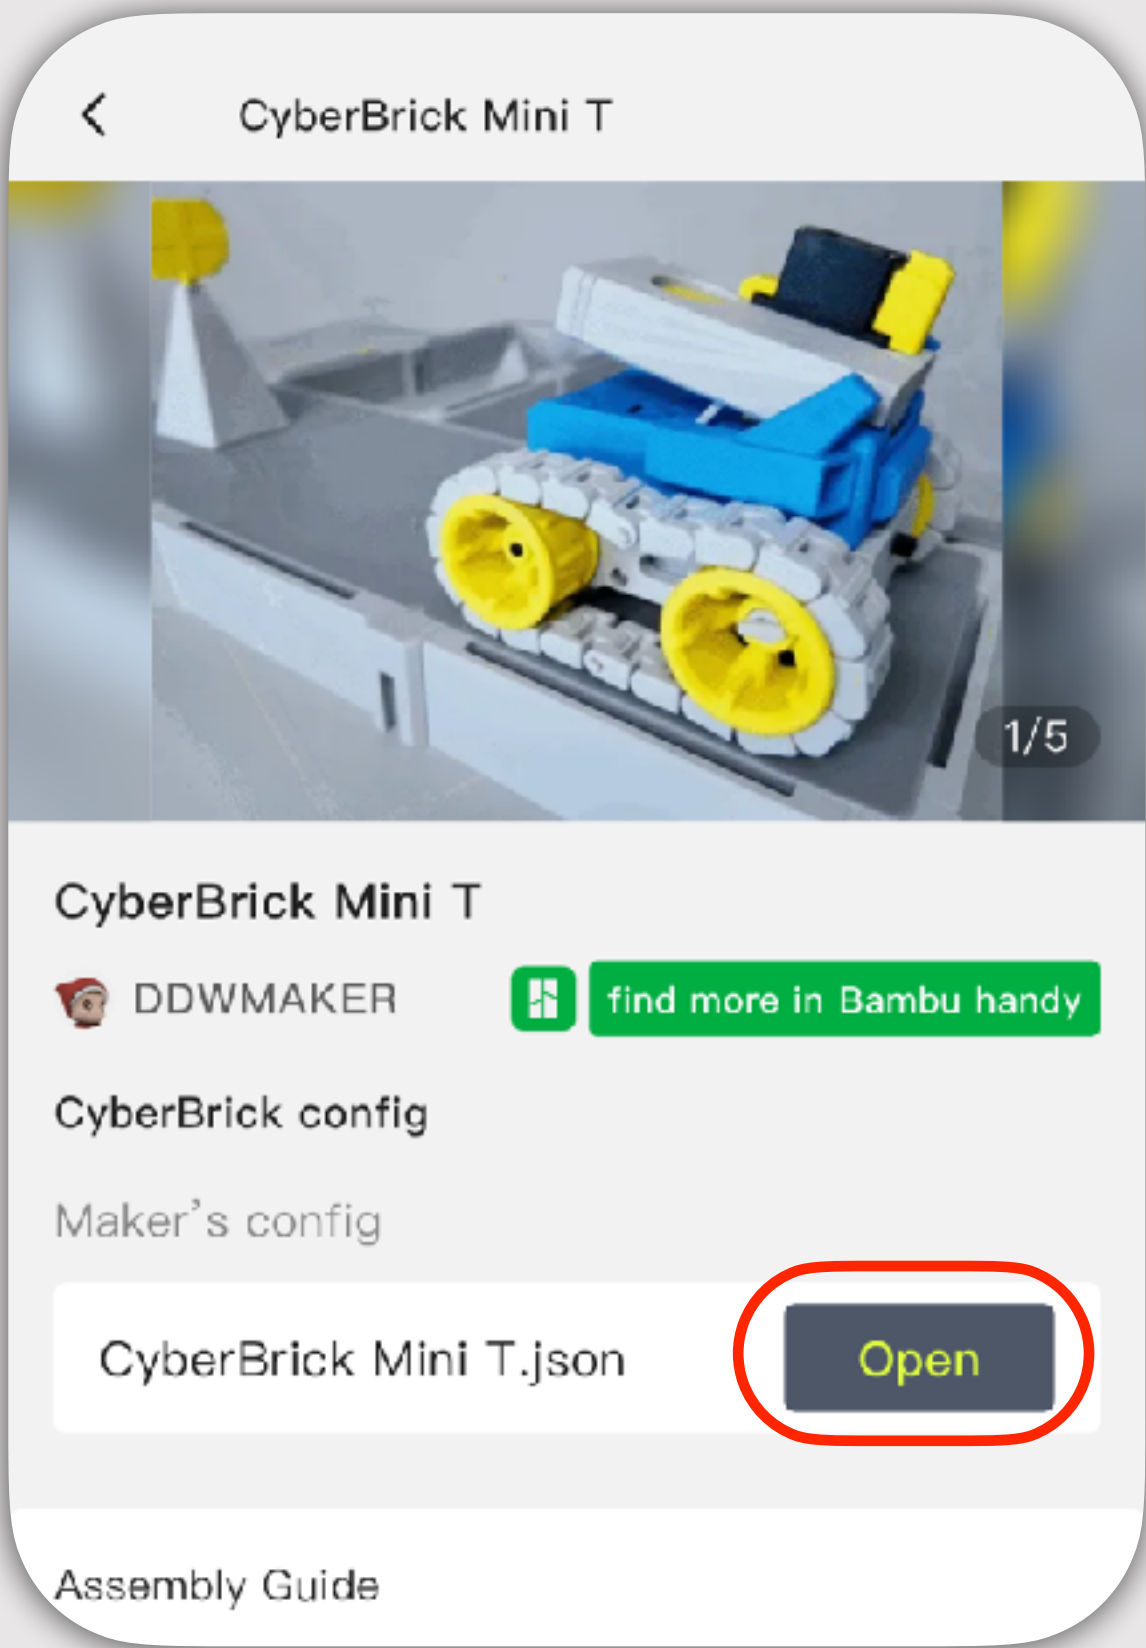 CyberBrick Mini T
1/5
CyberBrick Mini T
DDWMAKER
find more in Bambu handy
CyberBrick config
Maker's config
CyberBrick Mini T.json
Open
Assembly Guide